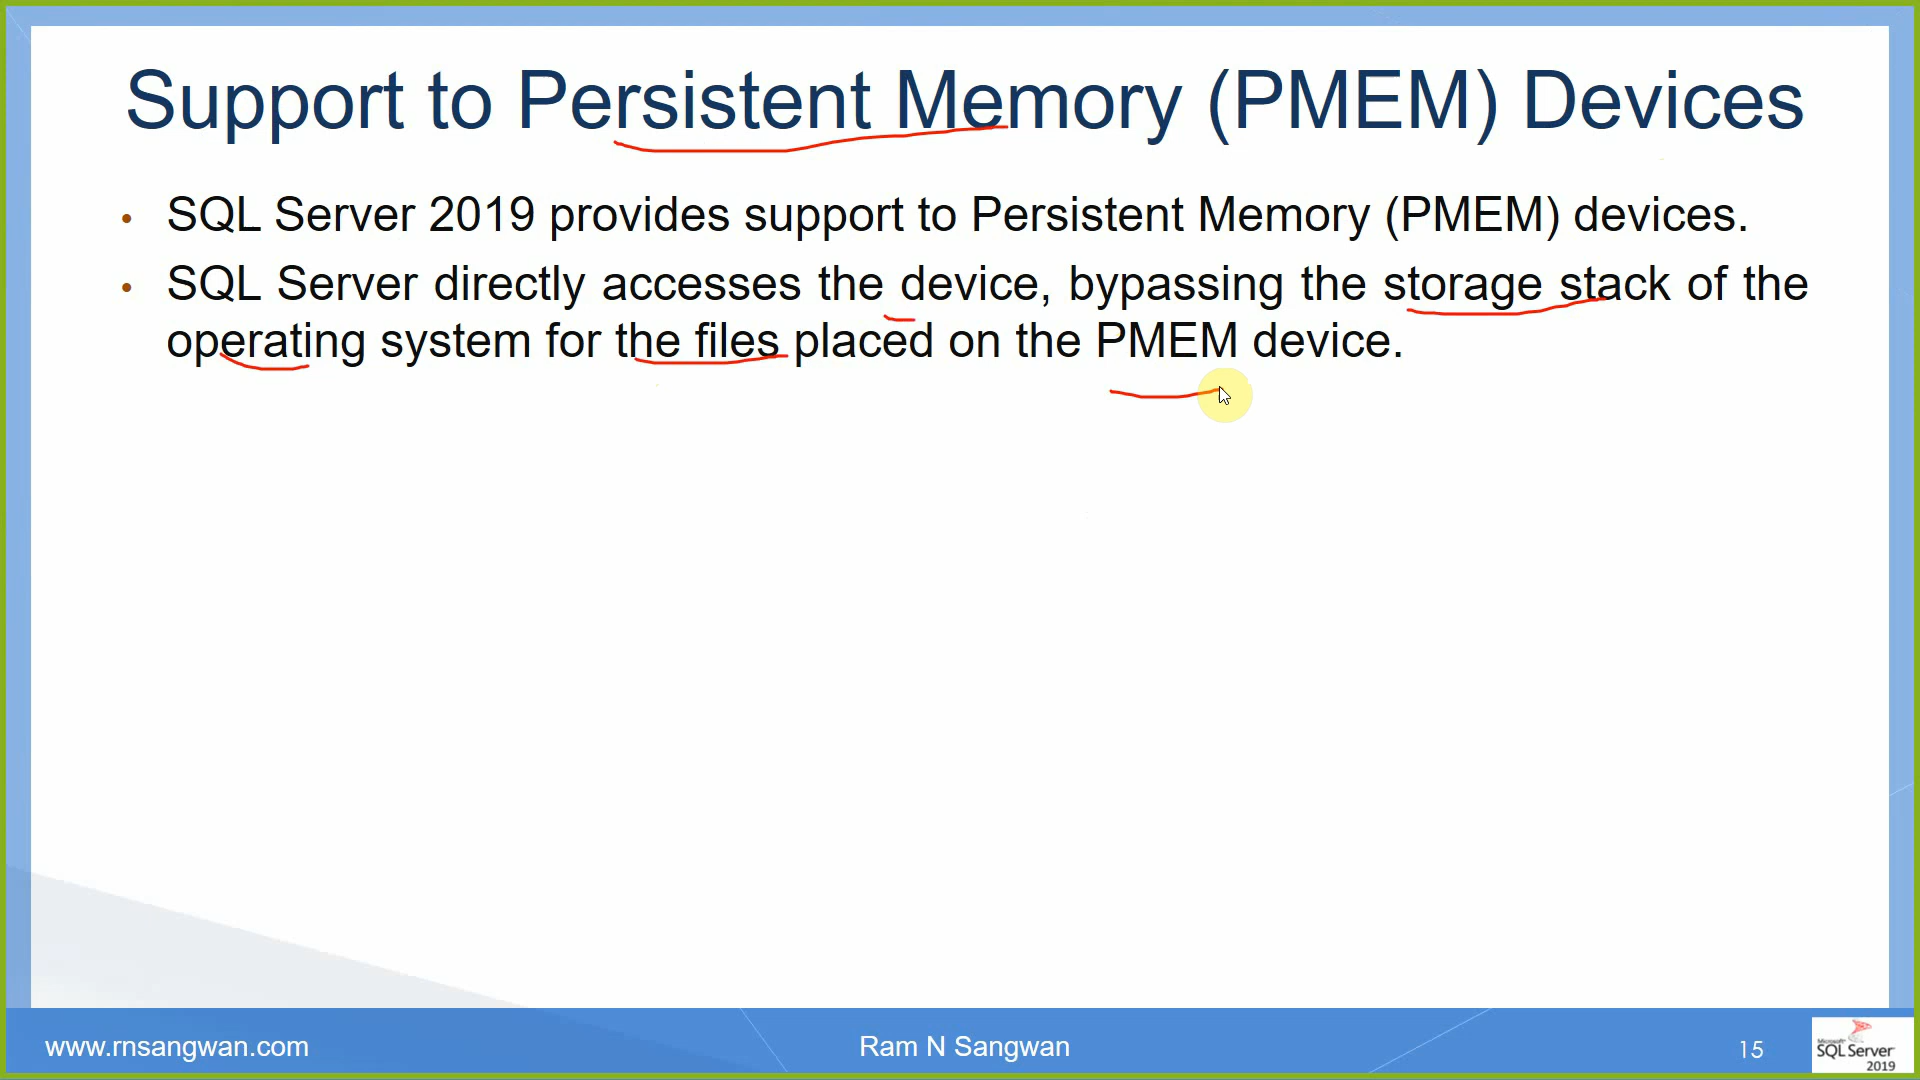 Support to Persistent Memory (PMEM) Devices
• SQL Server 2019 provides support to Persistent Memory (PMEM) devices.
• SQL Server directly accesses the device, bypassing the storage stack of the
operating system for the files placed on the PMEM device.
www.rnsangwan.com
Ram N Sangwan
15
Microsoft
SQL Server
2019